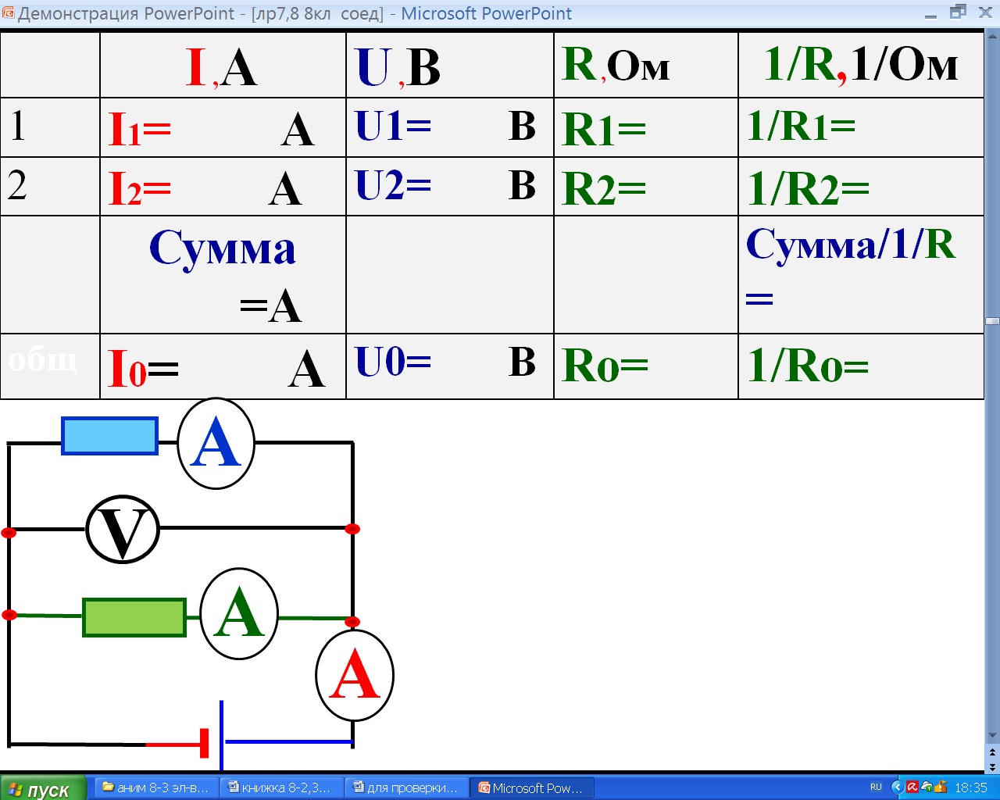 Демонстрация PowerPoint - [лр7,8 8кл соед] - Microsoft PowerPoint
I ,А U ,В R ,Ом 1/R,1/Ом
1 I1= А U1= В R1= 1/R1=
2 I2= А U2= В R2= 1/R2=
Сумма Сумма/1/R
=А =
общ I0= А U0= В Rо= 1/Rо=
A
V
A
A
пуск аним 8-3 эл-в... книжка 8-2,3... для проверки... Microsoft Pow... RU 18:35